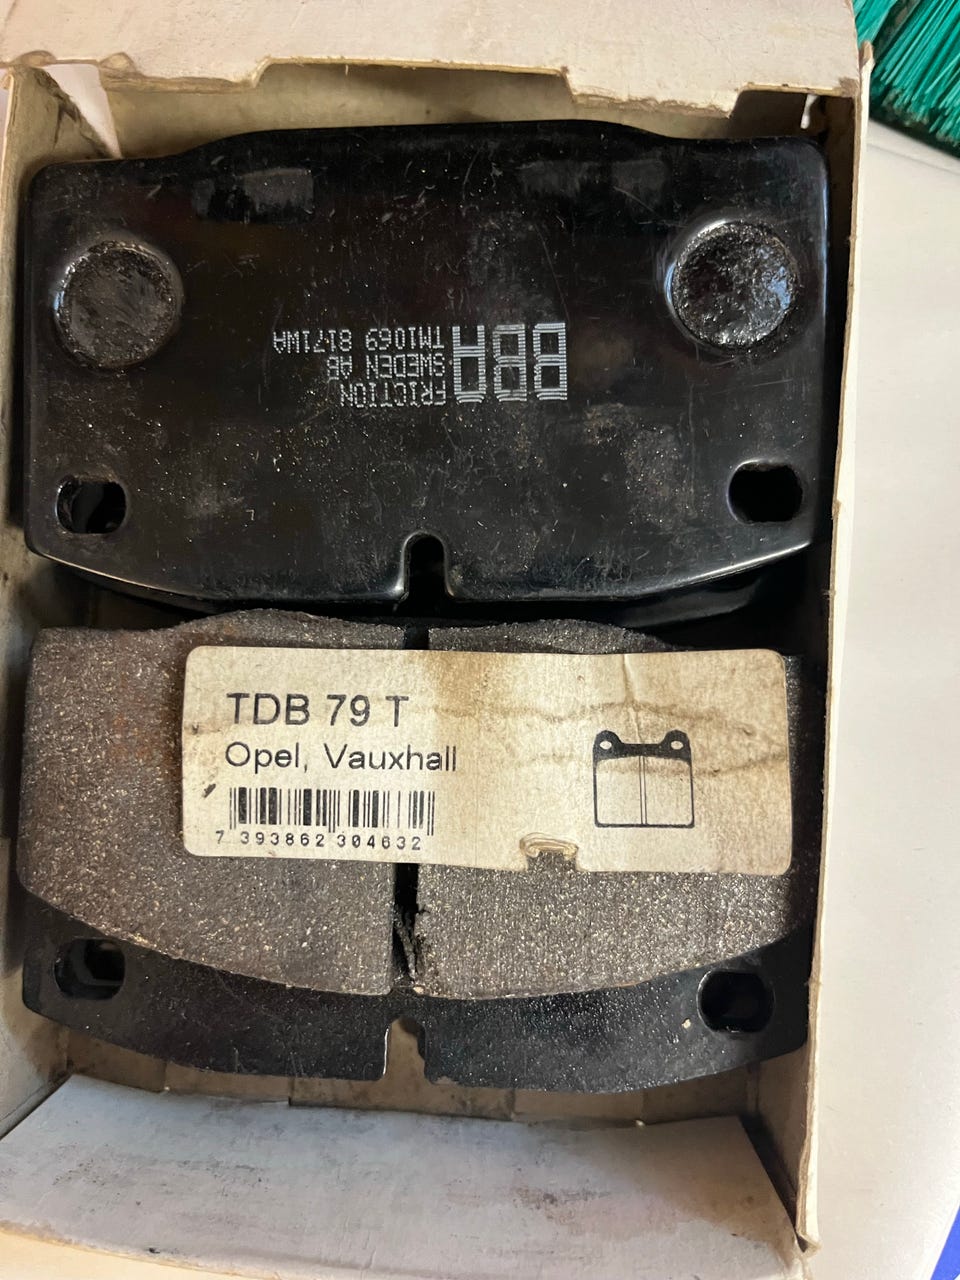 BBA
FRICTION
SWEDEN AB
TM1069 8171WA
TDB 79 T
Opel, Vauxhall
7 393862 304632